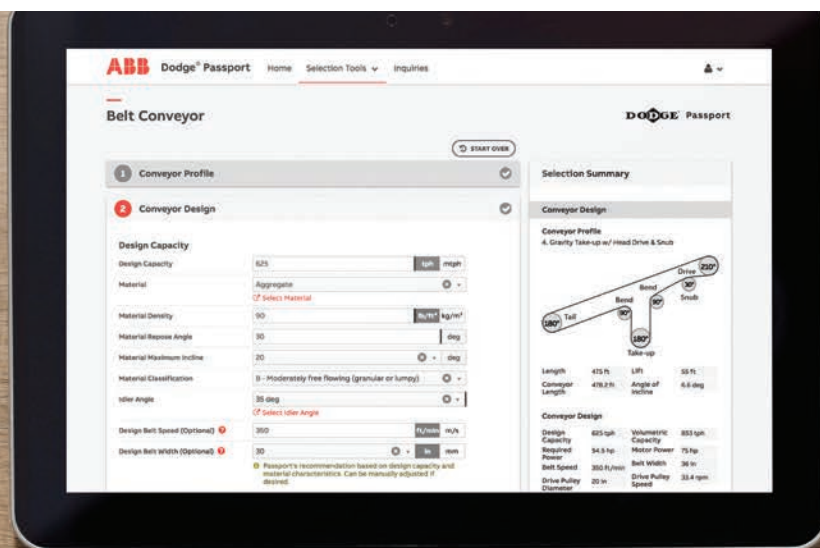 ABB Dodge® Passport Home Selection Tools Inquiries
Belt Conveyor
DODGE Passport
START OVER
1 Conveyor Profile
2 Conveyor Design
Design Capacity
Design Capacity 625 tph mtph
Material Aggregate
Select Material
Material Density 90 lb/ft³ kg/m³
Material Repose Angle 30 deg
Material Maximum Incline 20 deg
Material Classification B - Moderately free flowing (granular or lumpy)
Idler Angle 35 deg
Select Idler Angle
Design Belt Speed (Optional) 350 ft/min m/s
Design Belt Width (Optional) 30 in mm
Passport's recommendation based on design capacity and
material characteristics. Can be manually adjusted if
desired.
Selection Summary
Conveyor Design
Conveyor Profile
4. Gravity Take-up w/ Head Drive & Snub
Drive 210°
Bend 30°
Snub
Bend 90° 90°
180° Tail
180°
Take-up
Length 475 ft Lift 55 ft
Conveyor Length 478.2 ft Angle of Incline 6.6 deg
Conveyor Design
Design Capacity 625 tph Volumetric Capacity 853 tph
Required Power 54.5 hp Motor Power 75 hp
Belt Speed 350 ft/min Belt Width 36 in
Drive Pulley Diameter 20 in Drive Pulley Speed 33.4 rpm